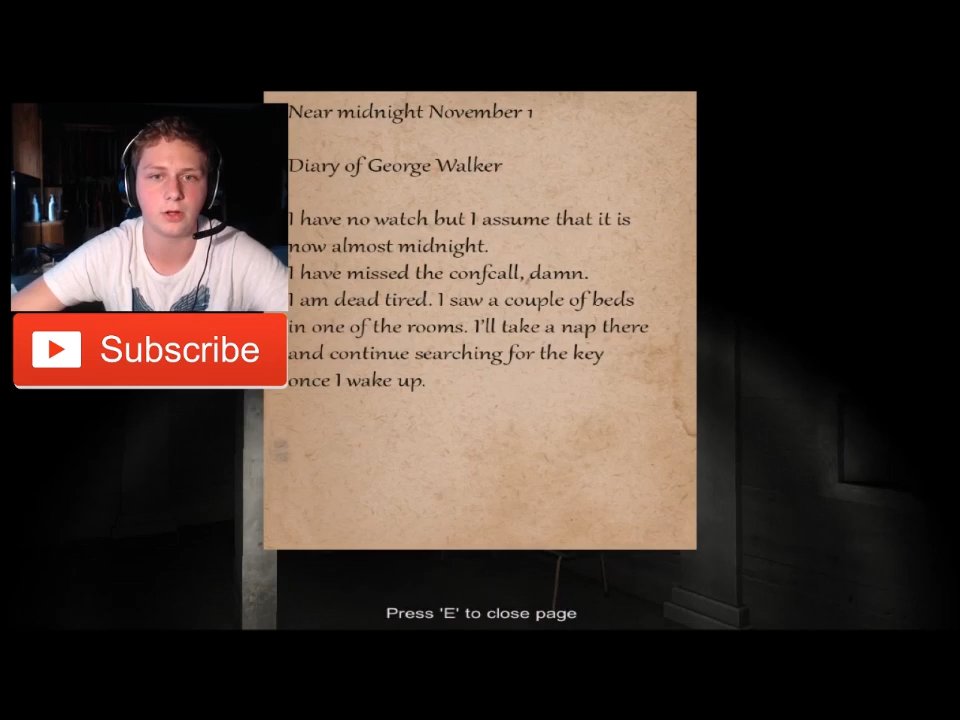 Near midnight November 1
Diary of George Walker
I have no watch but I assume that it is
now almost midnight.
I have missed the confcall, damn.
I am dead tired. I saw a couple of beds
in one of the rooms. I'll take a nap there
and continue searching for the key
once I wake up.
Subscribe
Press 'E' to close page